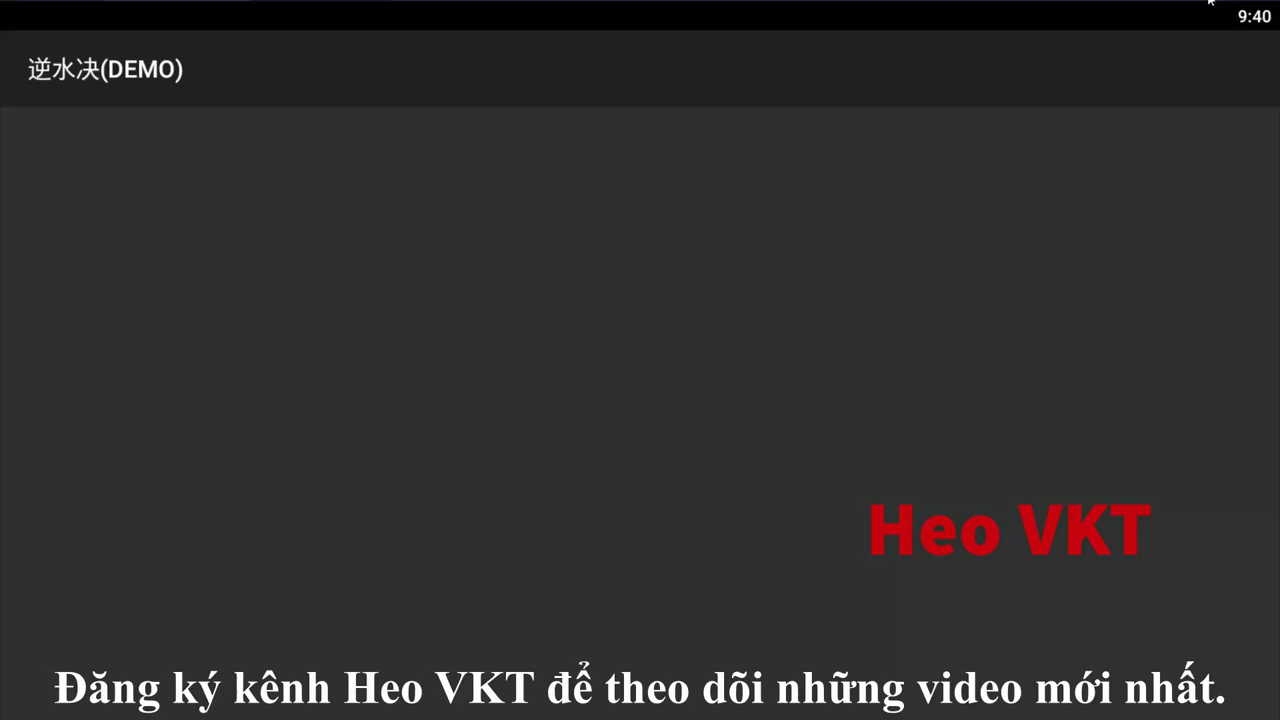 9:40
逆水决(DEMO)
Heo VKT
Đăng ký kênh Heo VKT để theo dõi những video mới nhất.